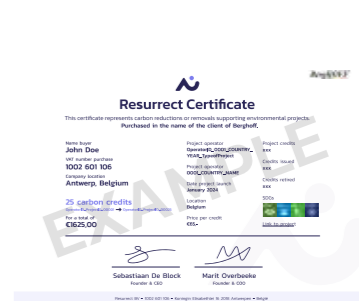 Resurrect Certificate
This certificate represents carbon reductions or removals supporting environmental projects.
Purchased in the name of the client of Berghoff.
Name buyer
John Doe
VAT number purchase
1002 601 106
Company location
Antwerp, Belgium
25 carbon credits
For a total of
€1625,00
Project operator
OperatorID_0001_COUNTRY_
YEAR_TypeofProject
Project operator
0001_COUNTRY_NAME
Date project launch
January 2024
Location
Belgium
Price per credit
€65,-
Project credits
xxx
Credits issued
xxx
Credits retired
xxx
SDGs
Link to project
EXAMPLE
Sebastiaan De Block
Founder & CEO
Marit Overbeeke
Founder & COO